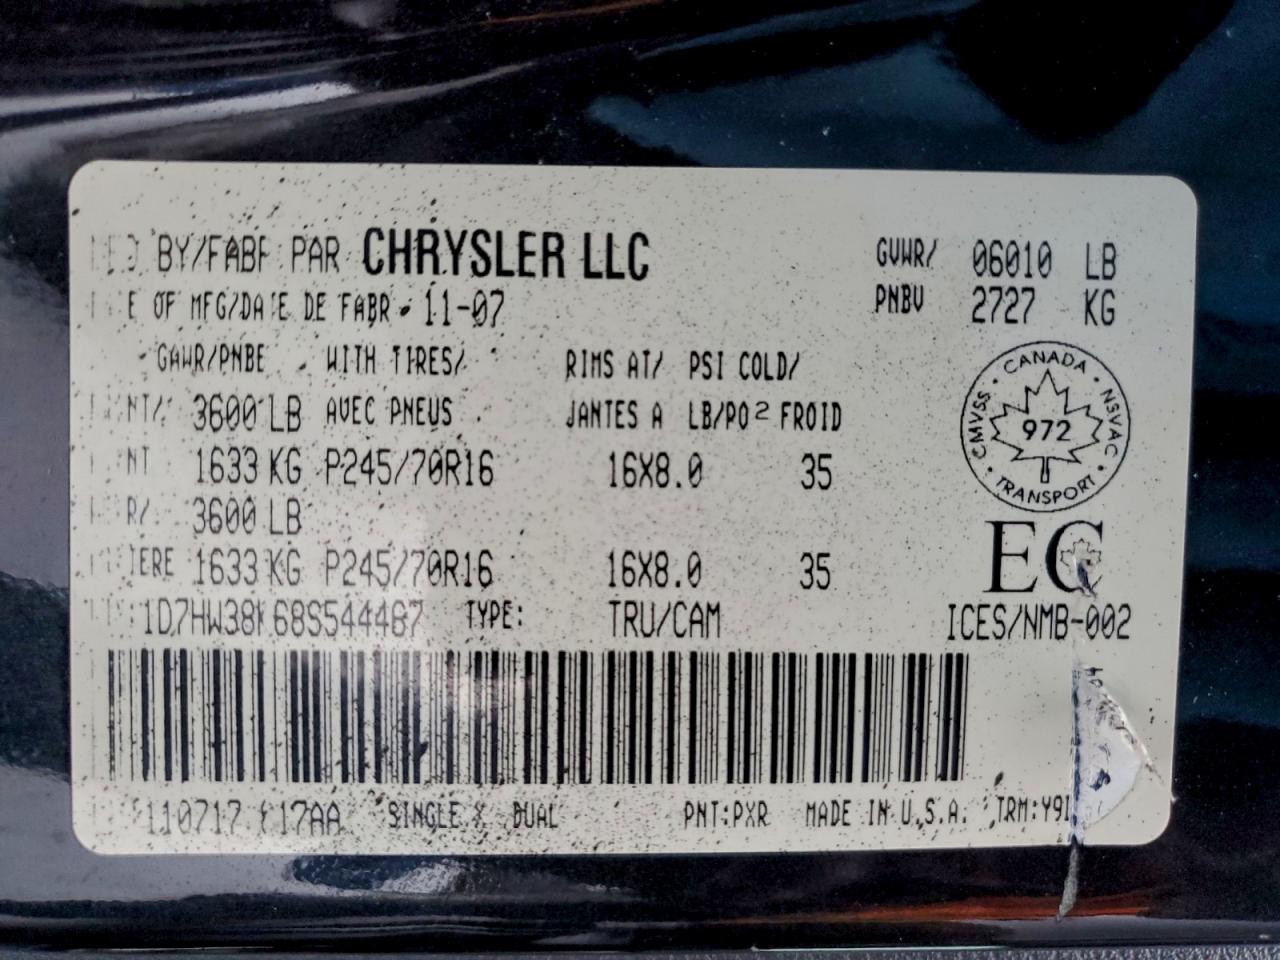 BY/FABR PAR CHRYSLER LLC
OF MFG/DATE DE FABR 11-07
GVWR/ 06010 LB
PNBV 2727 KG
GAWR/PNBE WITH TIRES/ RIMS AT/ PSI COLD/
3600 LB AVEC PNEUS JANTES A LB/PO² FROID
1633 KG P245/70R16 16X8.0 35
3600 LB
1633 KG P245/70R16 16X8.0 35
CANADA
CMVSS
NSVAC
972
TRANSPORT
EC
TYPE: TRU/CAM ICES/NMB-002
SINGLE X DUAL PNT:PXR MADE IN U.S.A. TRM:Y9